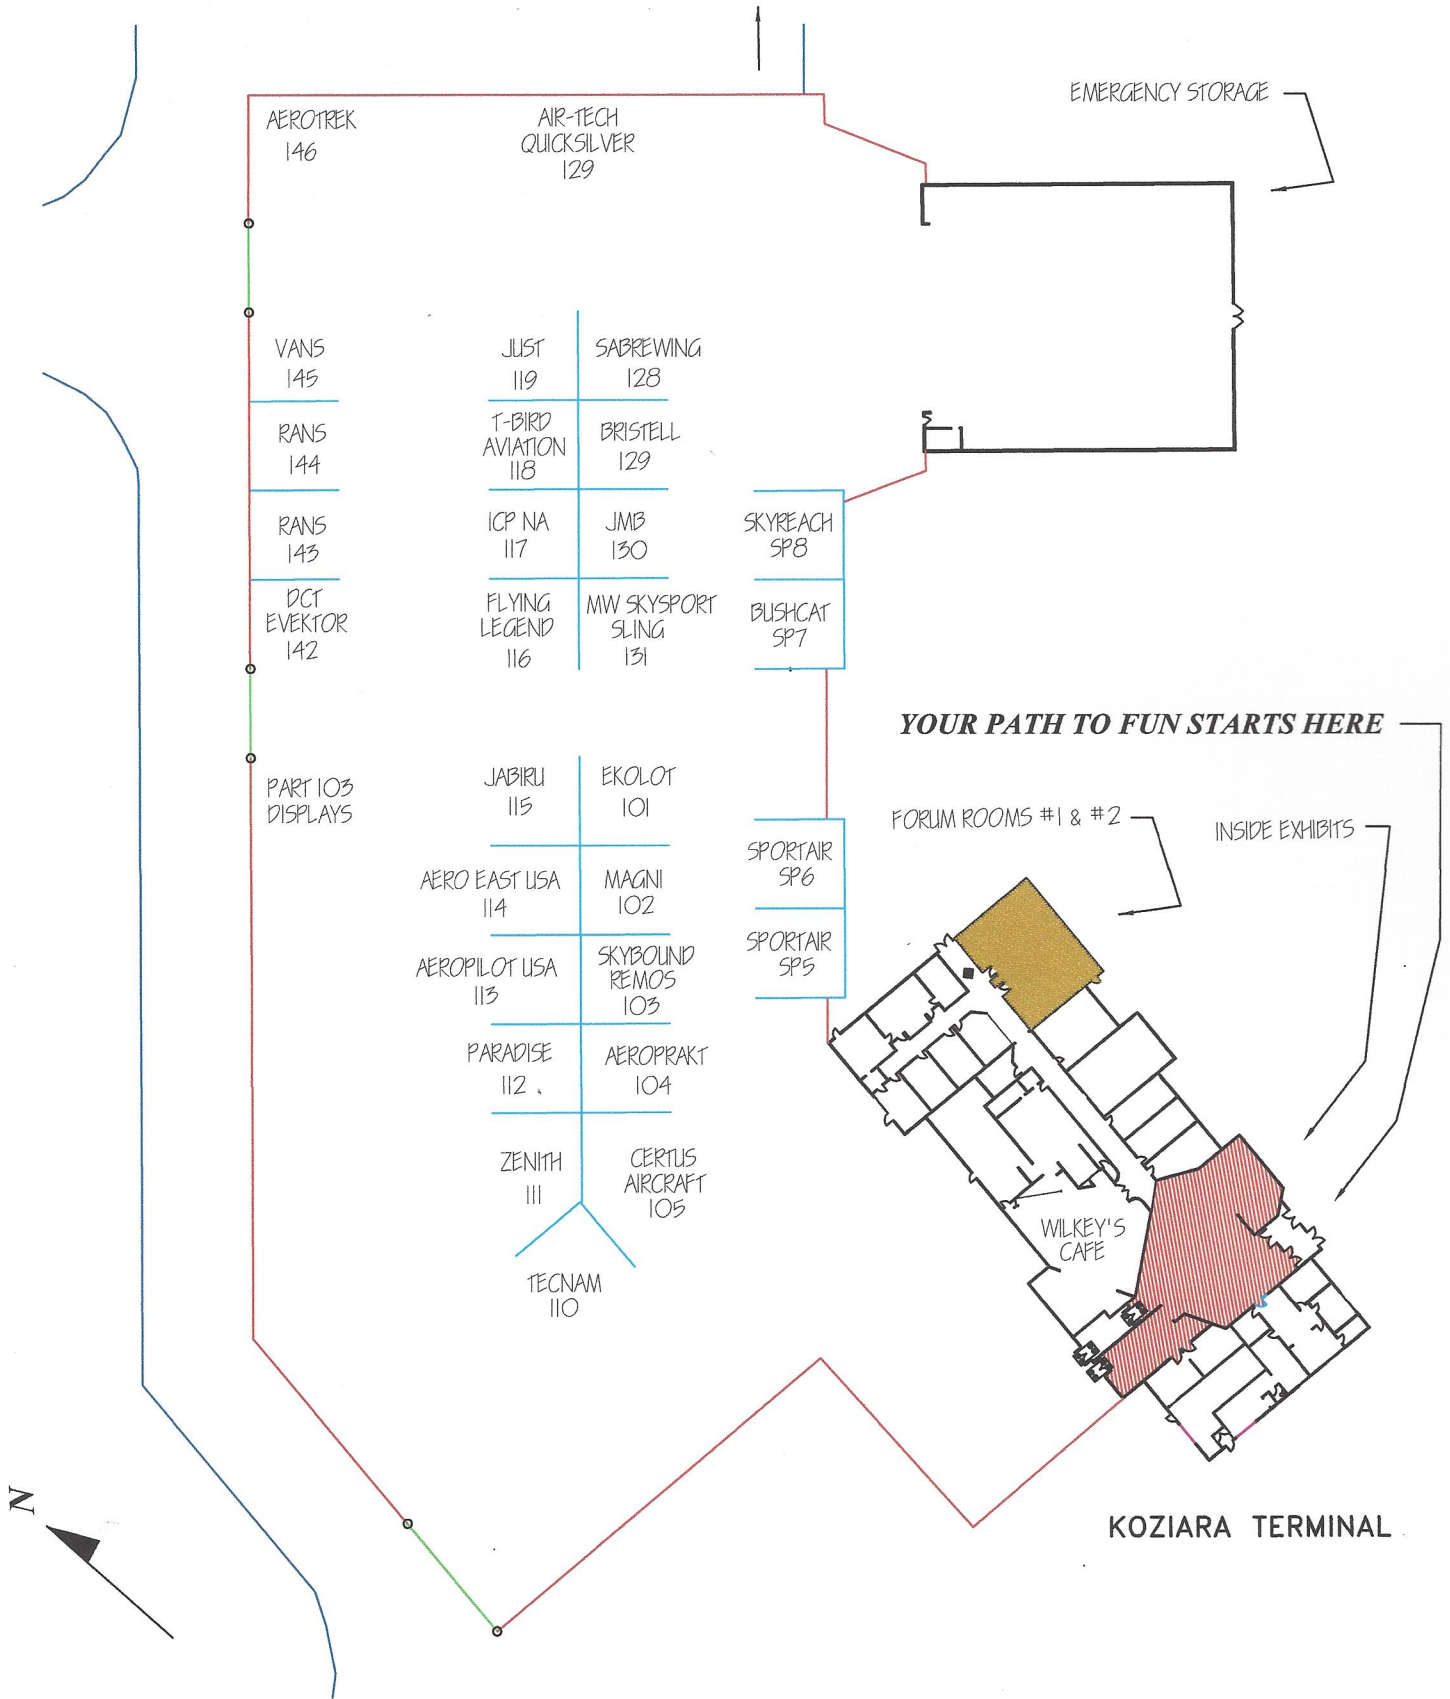 EMERGENCY STORAGE
AEROTREK
146
AIR-TECH
QUICKSILVER
129
VANS
145
JUST
119
SABREWING
128
RANS
144
T-BIRD
AVIATION
118
BRISTELL
129
RANS
143
ICP NA
117
JMB
130
SKYREACH
SP8
DCT
EVEKTOR
142
FLYING
LEGEND
116
MW SKYSPORT
SLING
131
BUSHCAT
SP7
YOUR PATH TO FUN STARTS HERE
PART 103
DISPLAYS
JABIRU
115
EKOLOT
101
FORUM ROOMS #1 & #2
INSIDE EXHIBITS
SPORTAIR
SP6
AERO EAST USA
114
MAGNI
102
SPORTAIR
SP5
AEROPILOT USA
113
SKYBOUND
REMOS
103
PARADISE
112
AEROPRAKT
104
ZENITH
111
CERTUS
AIRCRAFT
105
WILKEY'S
CAFE
TECNAM
110
N
KOZIARA TERMINAL